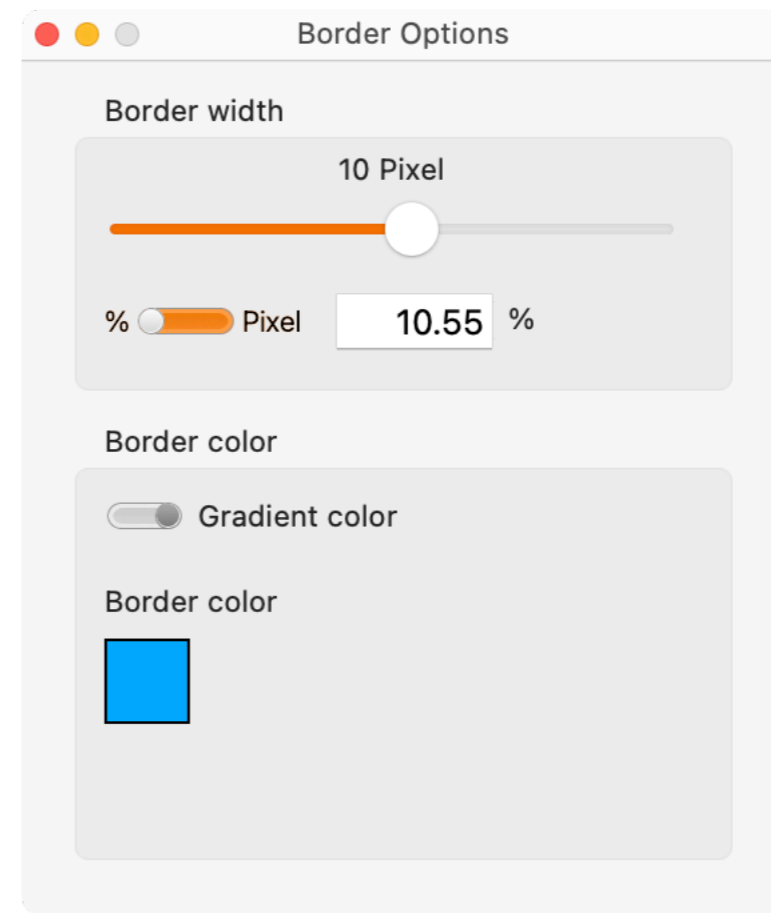 Border Options
Border width
10 Pixel
% Pixel 10.55 %
Border color
Gradient color
Border color